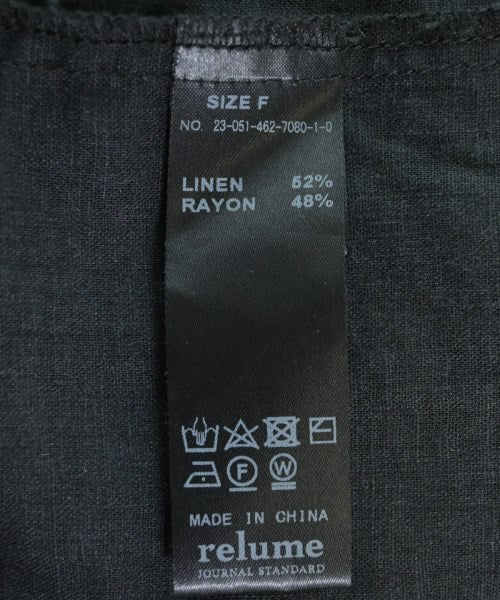 SIZE F
NO. 23-051-462-7080-1-0
LINEN 52%
RAYON 48%
F W
MADE IN CHINA
relume
JOURNAL STANDARD